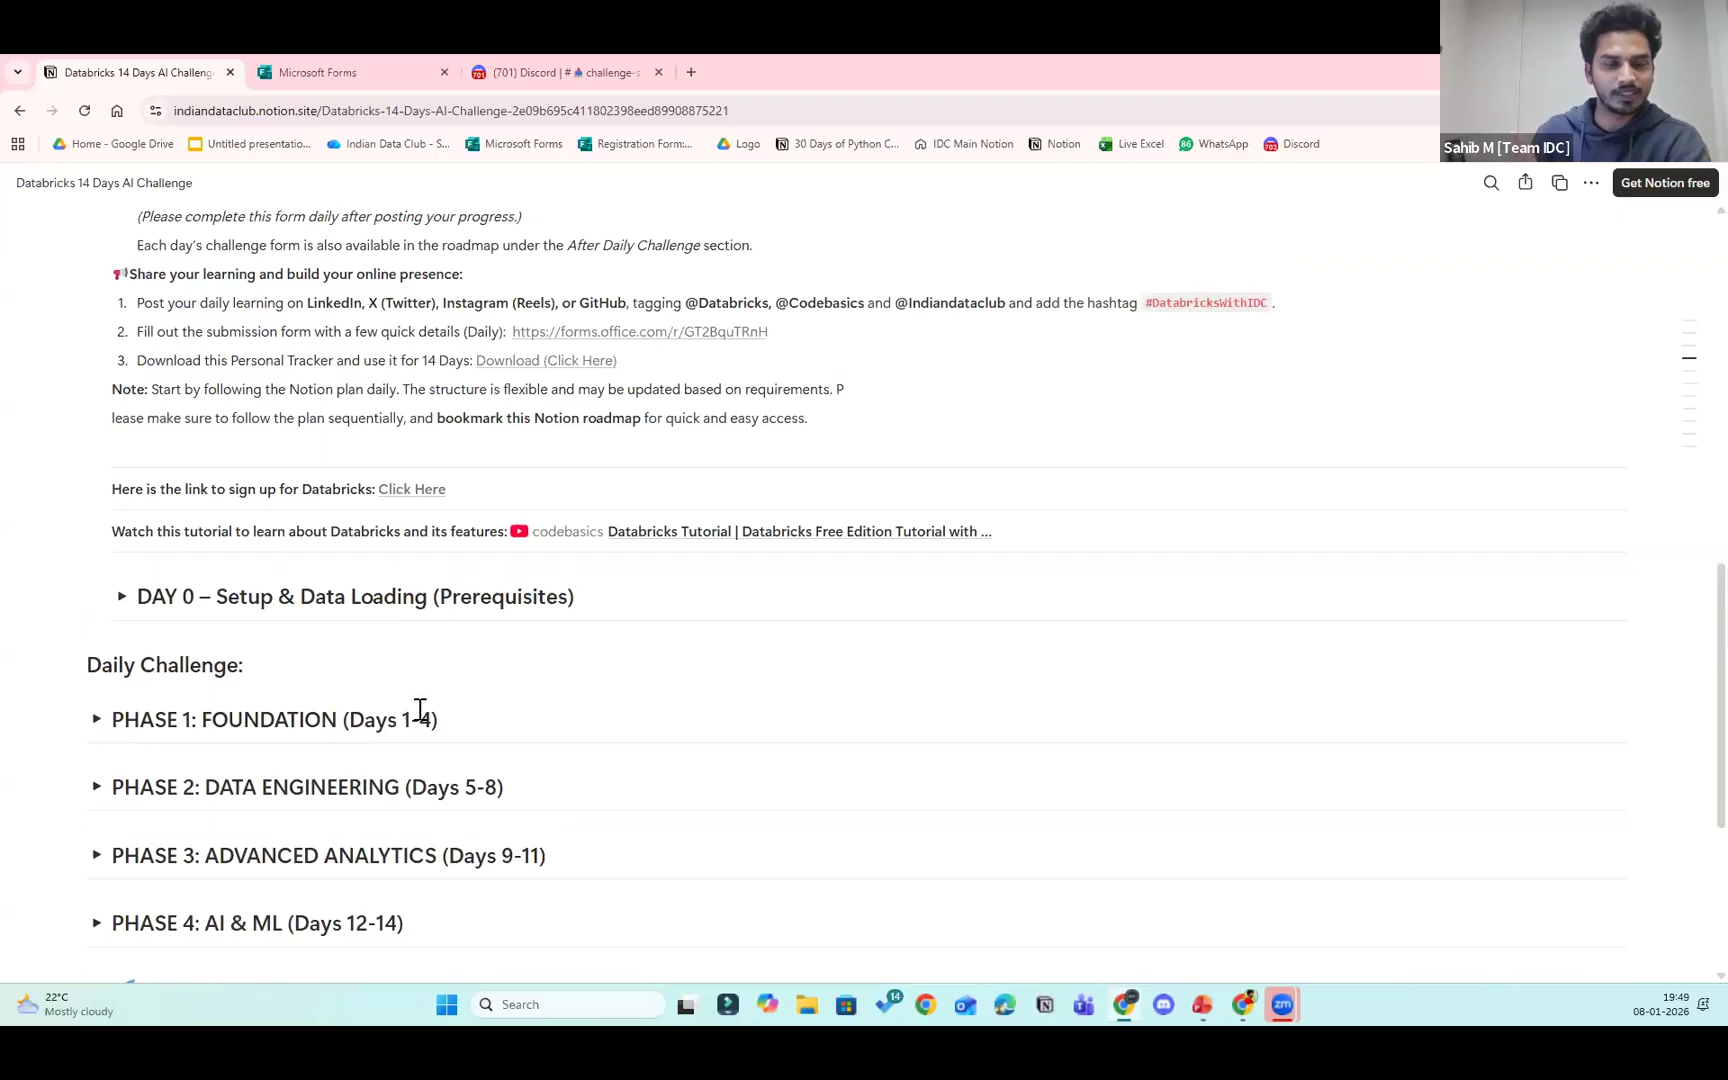 Databricks 14 Days AI Challenge
Microsoft Forms
(701) Discord | # challenge-s
indiandataclub.notion.site/Databricks-14-Days-AI-Challenge-2e09b695c411802398eed89908875221
Home - Google Drive
Untitled presentatio...
Indian Data Club - S...
Microsoft Forms
Registration Form:...
Logo
30 Days of Python C...
IDC Main Notion
Notion
Live Excel
86
WhatsApp
703
Discord
Sahib M [Team IDC]
Databricks 14 Days AI Challenge
Get Notion free
(Please complete this form daily after posting your progress.)
Each day's challenge form is also available in the roadmap under the After Daily Challenge section.
Share your learning and build your online presence:
1. Post your daily learning on LinkedIn, X (Twitter), Instagram (Reels), or GitHub, tagging @Databricks, @Codebasics and @Indiandataclub and add the hashtag #DatabricksWithIDC .
2. Fill out the submission form with a few quick details (Daily): https://forms.office.com/r/GT2BquTRnH
3. Download this Personal Tracker and use it for 14 Days: Download (Click Here)
Note: Start by following the Notion plan daily. The structure is flexible and may be updated based on requirements. P
lease make sure to follow the plan sequentially, and bookmark this Notion roadmap for quick and easy access.
Here is the link to sign up for Databricks: Click Here
Watch this tutorial to learn about Databricks and its features: codebasics Databricks Tutorial | Databricks Free Edition Tutorial with ...
DAY 0 – Setup & Data Loading (Prerequisites)
Daily Challenge:
PHASE 1: FOUNDATION (Days 1-4)
PHASE 2: DATA ENGINEERING (Days 5-8)
PHASE 3: ADVANCED ANALYTICS (Days 9-11)
PHASE 4: AI & ML (Days 12-14)
22°C
Mostly cloudy
Search
14
zm
19:49
08-01-2026